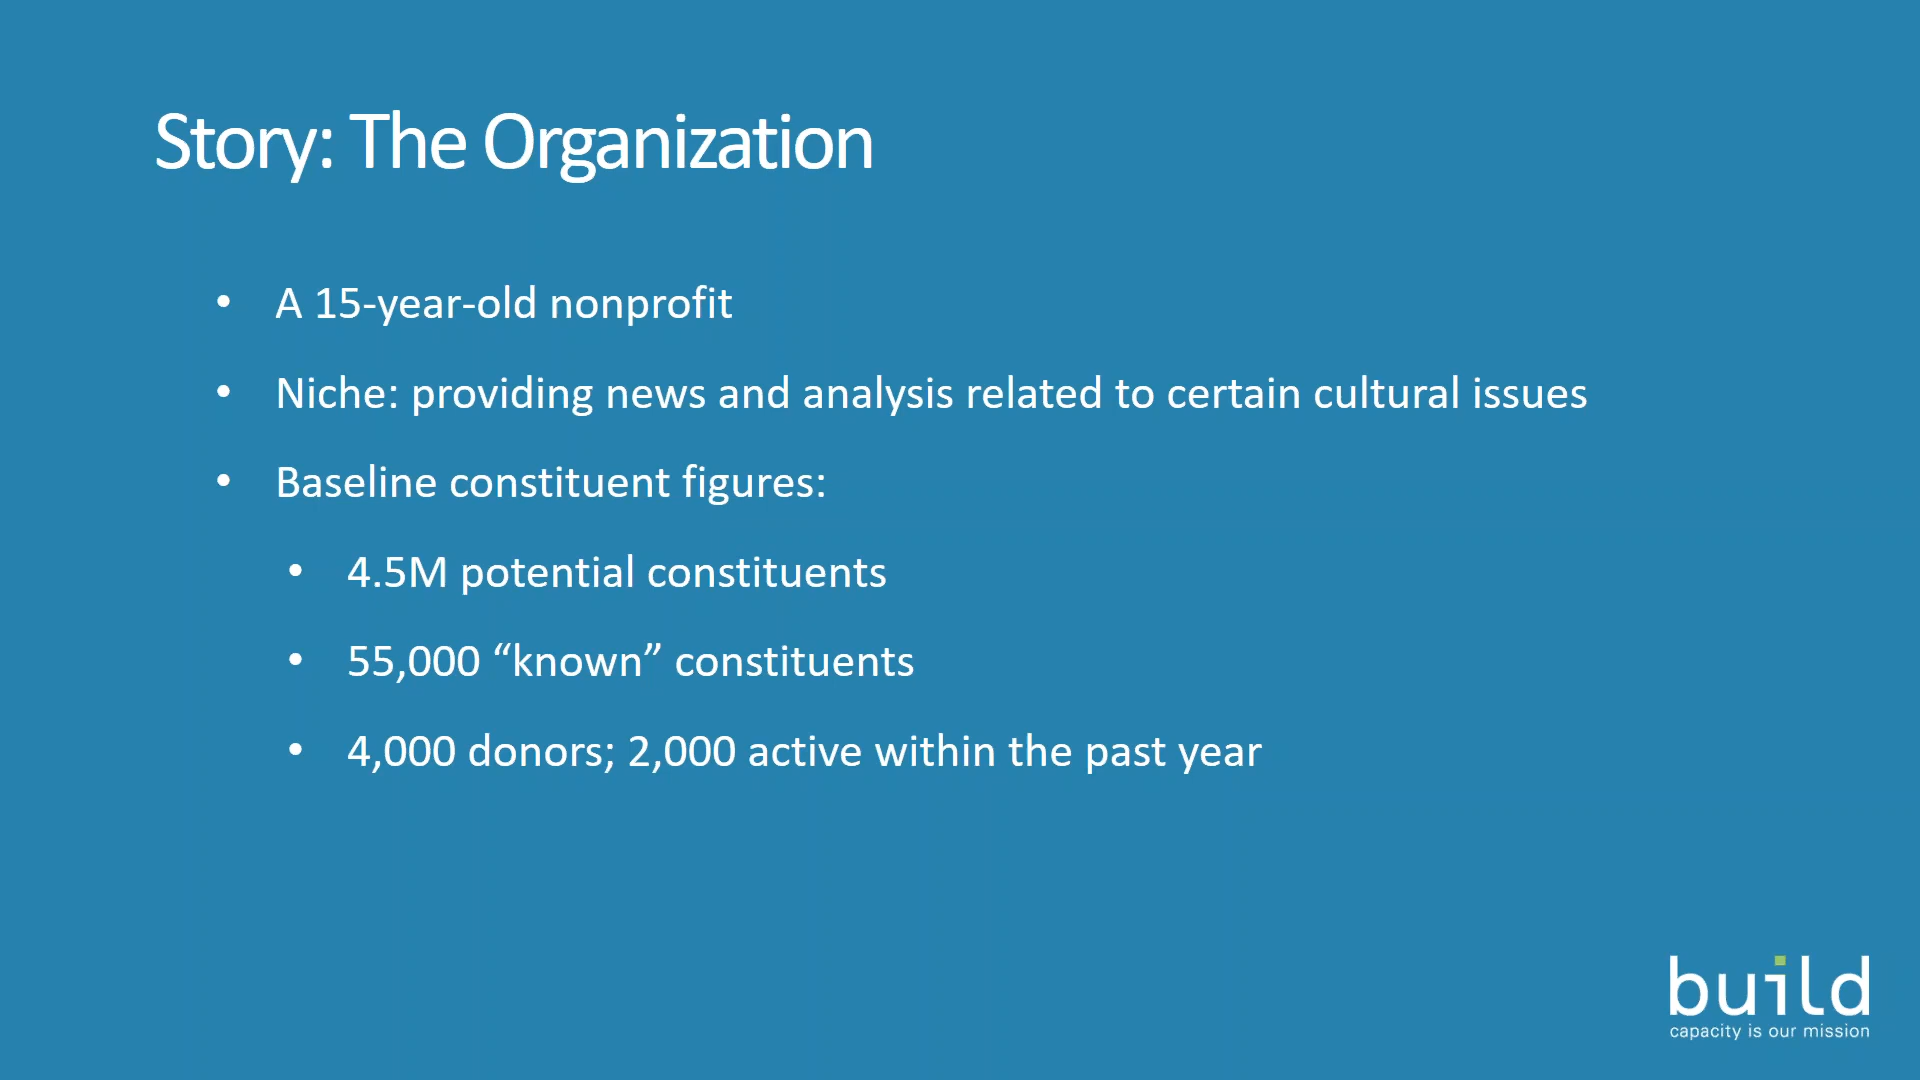 Story: The Organization
• A 15-year-old nonprofit
• Niche: providing news and analysis related to certain cultural issues
• Baseline constituent figures:
• 4.5M potential constituents
• 55,000 “known” constituents
• 4,000 donors; 2,000 active within the past year
build
capacity is our mission